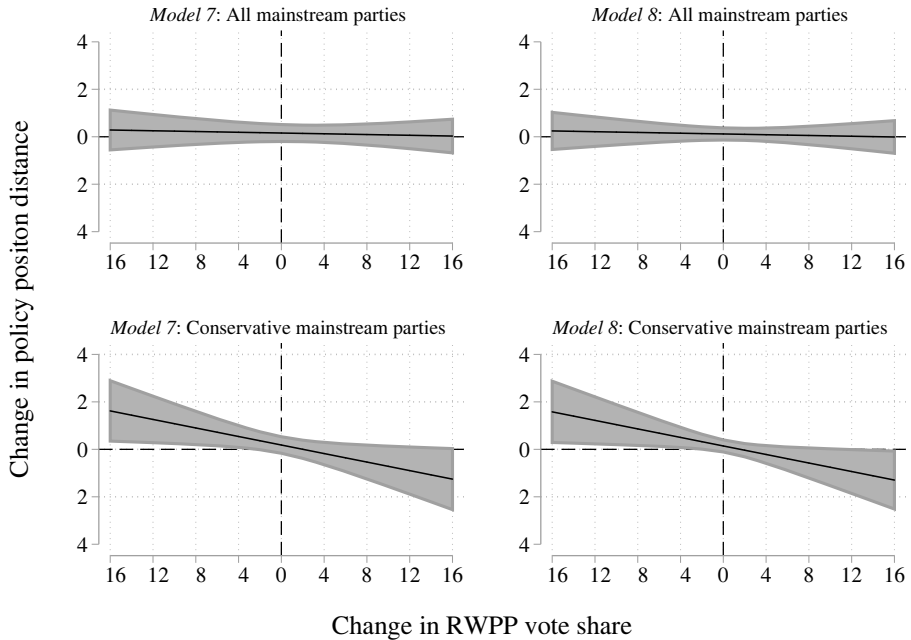 Model 7: All mainstream parties
4
2
0
2
4
16 12 8 4 0 4 8 12 16
Model 8: All mainstream parties
4
2
0
2
4
16 12 8 4 0 4 8 12 16
Change in policy positon distance
Model 7: Conservative mainstream parties
4
2
0
2
4
16 12 8 4 0 4 8 12 16
Model 8: Conservative mainstream parties
4
2
0
2
4
16 12 8 4 0 4 8 12 16
Change in RWPP vote share